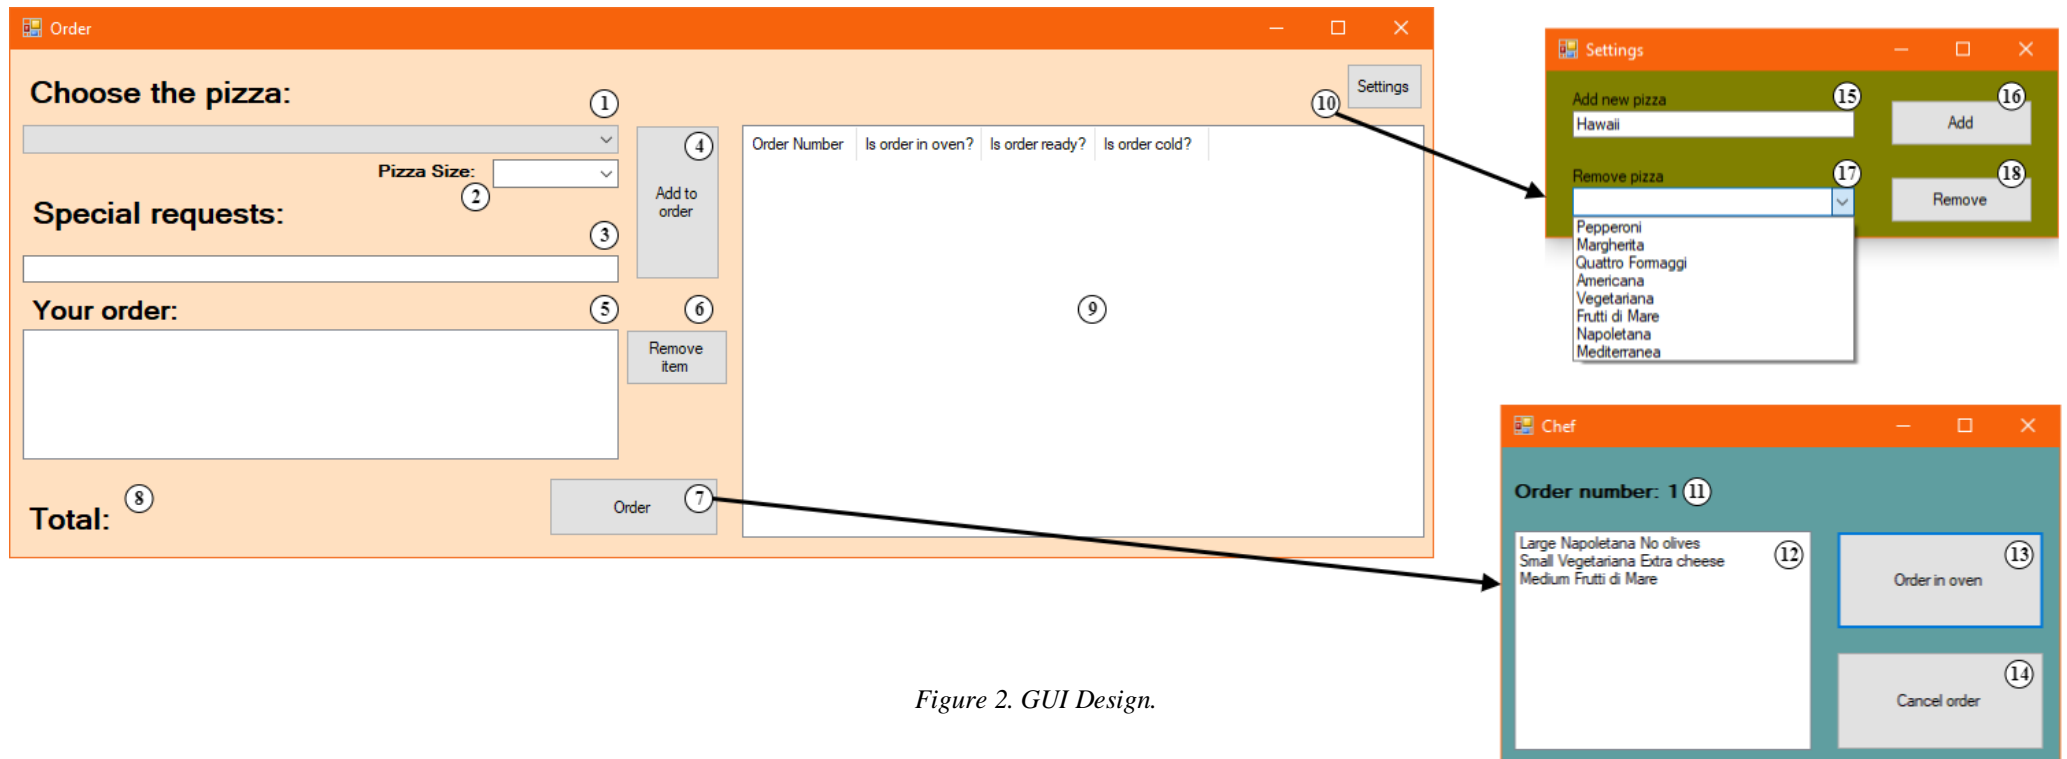 Order
Choose the pizza:
1
Pizza Size:
2
Special requests:
3
4
Add to
order
Your order:
5
6
Remove
item
Total:
8
Order
7
Settings
10
Order Number Is order in oven? Is order ready? Is order cold?
9
Settings
Add new pizza
15
Hawaii
16
Add
Remove pizza
17
18
Remove
Pepperoni
Margherita
Quattro Formaggi
Americana
Vegetariana
Frutti di Mare
Napoletana
Mediterranea
Chef
Order number: 1
11
Large Napoletana No olives
Small Vegetariana Extra cheese
Medium Frutti di Mare
12
13
Order in oven
14
Cancel order
Figure 2. GUI Design.